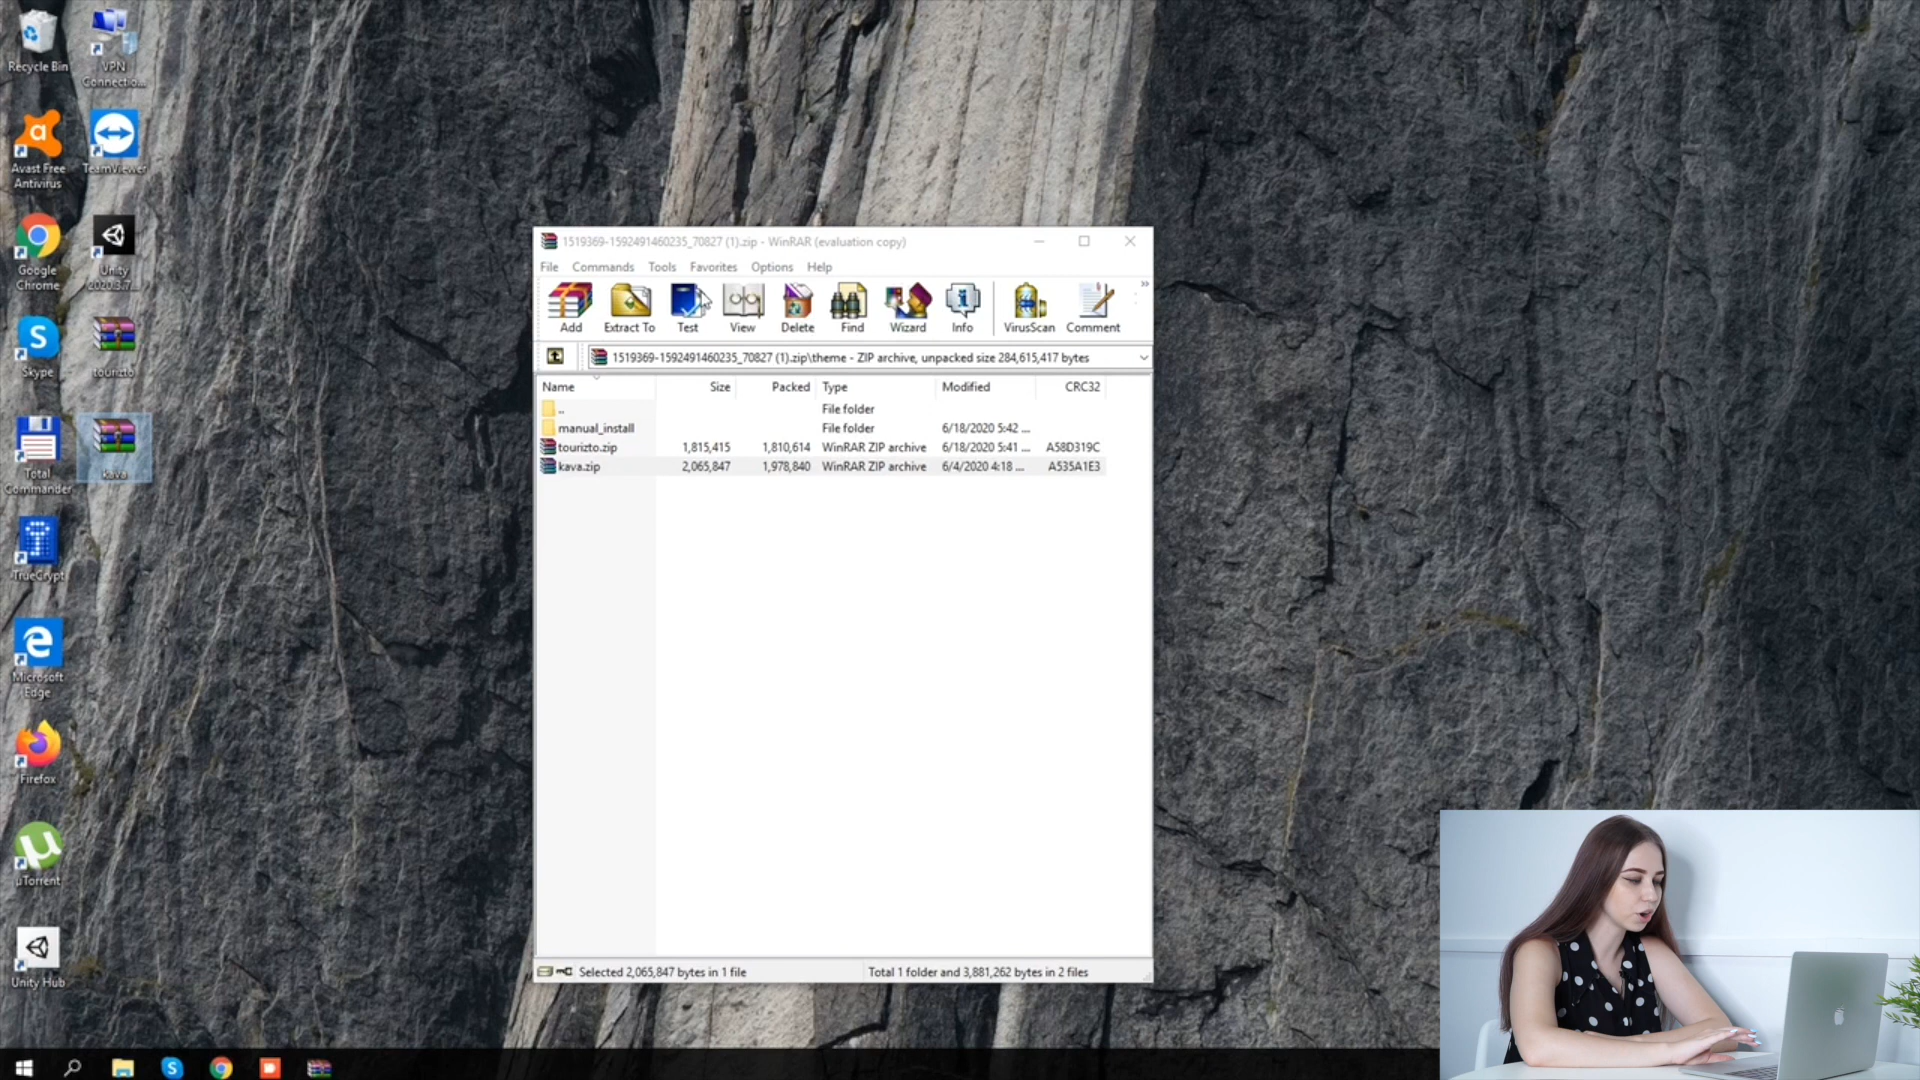 Recycle Bin
VPN
Connectio...
Avast Free
Antivirus
TeamViewer
Google
Chrome
Unity
2020.3.7...
Skype
tourizto
Total
Commander
kava
TrueCrypt
Microsoft
Edge
Firefox
µTorrent
Unity Hub
1519369-1592491460235_70827 (1).zip - WinRAR (evaluation copy)
File Commands Tools Favorites Options Help
Add Extract To Test View Delete Find Wizard Info VirusScan Comment
1519369-1592491460235_70827 (1).zip\theme - ZIP archive, unpacked size 284,615,417 bytes
Name Size Packed Type Modified CRC32
.. File folder
manual_install File folder 6/18/2020 5:42 ...
tourizto.zip 1,815,415 1,810,614 WinRAR ZIP archive 6/18/2020 5:41 ... A58D319C
kava.zip 2,065,847 1,978,840 WinRAR ZIP archive 6/4/2020 4:18 ... A535A1E3
Selected 2,065,847 bytes in 1 file Total 1 folder and 3,881,262 bytes in 2 files